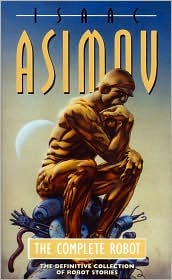 ISAAC
ASIMOV
THE COMPLETE ROBOT
THE DEFINITIVE COLLECTION
OF ROBOT STORIES